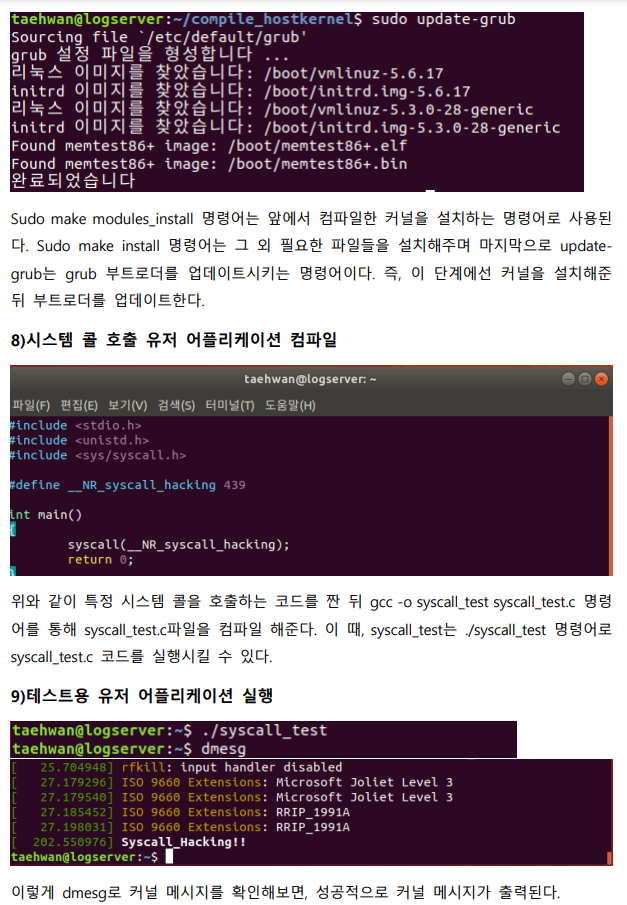 taehwan@logserver:~/compile_hostkernel$ sudo update-grub
Sourcing file `/etc/default/grub'
grub 설정 파일을 형성합니다 ...
리눅스 이미지를 찾았습니다: /boot/vmlinuz-5.6.17
initrd 이미지를 찾았습니다: /boot/initrd.img-5.6.17
리눅스 이미지를 찾았습니다: /boot/vmlinuz-5.3.0-28-generic
initrd 이미지를 찾았습니다: /boot/initrd.img-5.3.0-28-generic
Found memtest86+ image: /boot/memtest86+.elf
Found memtest86+ image: /boot/memtest86+.bin
완료되었습니다
Sudo make modules_install 명령어는 앞에서 컴파일한 커널을 설치하는 명령어로 사용된
다. Sudo make install 명령어는 그 외 필요한 파일들을 설치해주며 마지막으로 update-
grub는 grub 부트로더를 업데이트시키는 명령어이다. 즉, 이 단계에선 커널을 설치해준
뒤 부트로더를 업데이트한다.
8)시스템 콜 호출 유저 어플리케이션 컴파일
taehwan@logserver: ~
파일(F) 편집(E) 보기(V) 검색(S) 터미널(T) 도움말(H)
#include <stdio.h>
#include <unistd.h>
#include <sys/syscall.h>
#define __NR_syscall_hacking 439
int main()
{
syscall(__NR_syscall_hacking);
return 0;
}
위와 같이 특정 시스템 콜을 호출하는 코드를 짠 뒤 gcc -o syscall_test syscall_test.c 명령
어를 통해 syscall_test.c파일을 컴파일 해준다. 이 때, syscall_test는 ./syscall_test 명령어로
syscall_test.c 코드를 실행시킬 수 있다.
9)테스트용 유저 어플리케이션 실행
taehwan@logserver:~$ ./syscall_test
taehwan@logserver:~$ dmesg
[   25.704948] rfkill: input handler disabled
[   27.179296] ISO 9660 Extensions: Microsoft Joliet Level 3
[   27.179540] ISO 9660 Extensions: Microsoft Joliet Level 3
[   27.185452] ISO 9660 Extensions: RRIP_1991A
[   27.198031] ISO 9660 Extensions: RRIP_1991A
[  202.550976] Syscall_Hacking!!
taehwan@logserver:~$
이렇게 dmesg로 커널 메시지를 확인해보면, 성공적으로 커널 메시지가 출력된다.